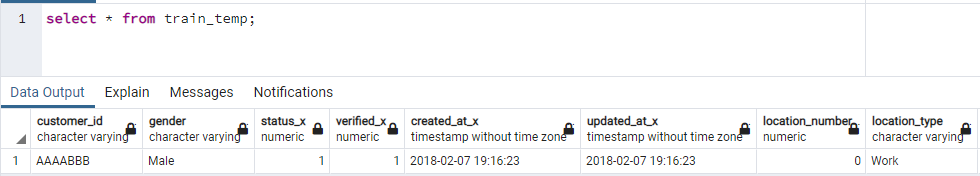 1 select * from train_temp;
Data Output Explain Messages Notifications
customer_id gender status_x verified_x created_at_x updated_at_x location_number location_type
character varying character varying numeric numeric timestamp without time zone timestamp without time zone numeric character varying
1 AAAABBB Male 1 1 2018-02-07 19:16:23 2018-02-07 19:16:23 0 Work